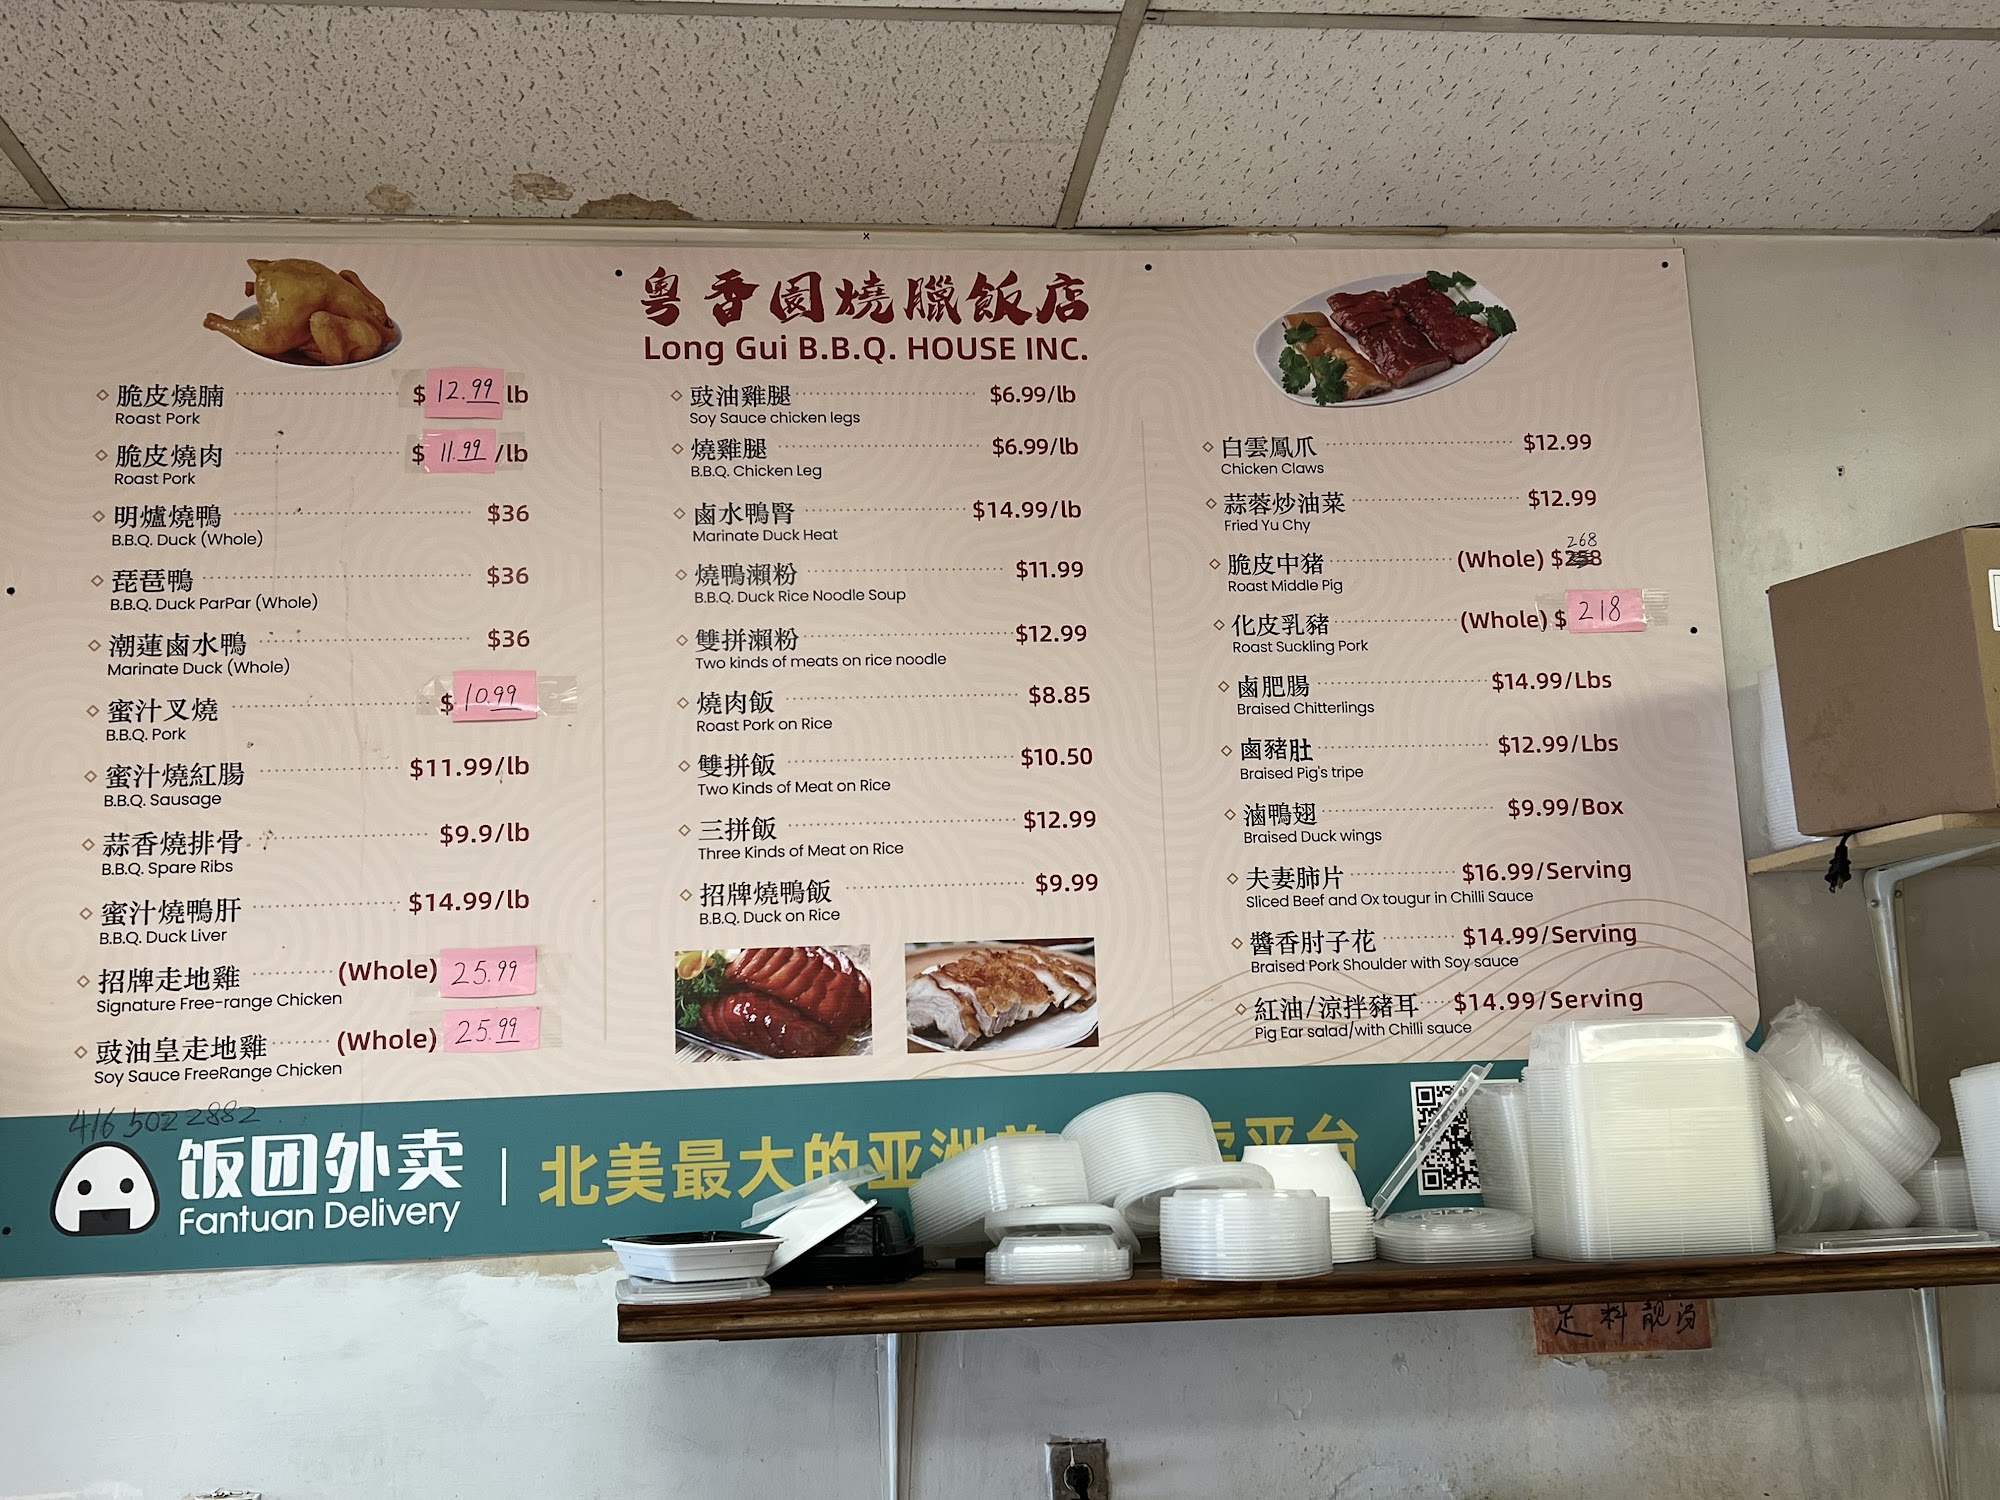 粤香園燒臘飯店
Long Gui B.B.Q. HOUSE INC.
脆皮燒腩 $12.99 lb
Roast Pork
脆皮燒肉 $11.99/lb
Roast Pork
明爐燒鴨 $36
B.B.Q. Duck (Whole)
琵琶鴨 $36
B.B.Q. Duck ParPar (Whole)
潮蓮鹵水鴨 $36
Marinate Duck (Whole)
蜜汁叉燒 $10.99
B.B.Q. Pork
蜜汁燒紅腸 $11.99/lb
B.B.Q. Sausage
蒜香燒排骨 $9.9/lb
B.B.Q. Spare Ribs
蜜汁燒鴨肝 $14.99/lb
B.B.Q. Duck Liver
招牌走地雞 (Whole) 25.99
Signature Free-range Chicken
豉油皇走地雞 (Whole) 25.99
Soy Sauce FreeRange Chicken
豉油雞腿 $6.99/lb
Soy Sauce chicken legs
燒雞腿 $6.99/lb
B.B.Q. Chicken Leg
鹵水鴨腎 $14.99/lb
Marinate Duck Heat
燒鴨瀨粉 $11.99
B.B.Q. Duck Rice Noodle Soup
雙拼瀨粉 $12.99
Two kinds of meats on rice noodle
燒肉飯 $8.85
Roast Pork on Rice
雙拼飯 $10.50
Two Kinds of Meat on Rice
三拼飯 $12.99
Three Kinds of Meat on Rice
招牌燒鴨飯 $9.99
B.B.Q. Duck on Rice
白雲鳳爪 $12.99
Chicken Claws
蒜蓉炒油菜 $12.99
Fried Yu Chy
268
脆皮中猪 (Whole) $258
Roast Middle Pig
化皮乳豬 (Whole) $218
Roast Suckling Pork
鹵肥腸 $14.99/Lbs
Braised Chitterlings
鹵豬肚 $12.99/Lbs
Braised Pig's tripe
滷鴨翅 $9.99/Box
Braised Duck wings
夫妻肺片 $16.99/Serving
Sliced Beef and Ox tougur in Chilli Sauce
醬香肘子花 $14.99/Serving
Braised Pork Shoulder with Soy sauce
紅油/涼拌豬耳 $14.99/Serving
Pig Ear salad/with Chilli sauce
416 502 2882
饭团外卖
Fantuan Delivery
北美最大的亚洲 平台
足料靚汤